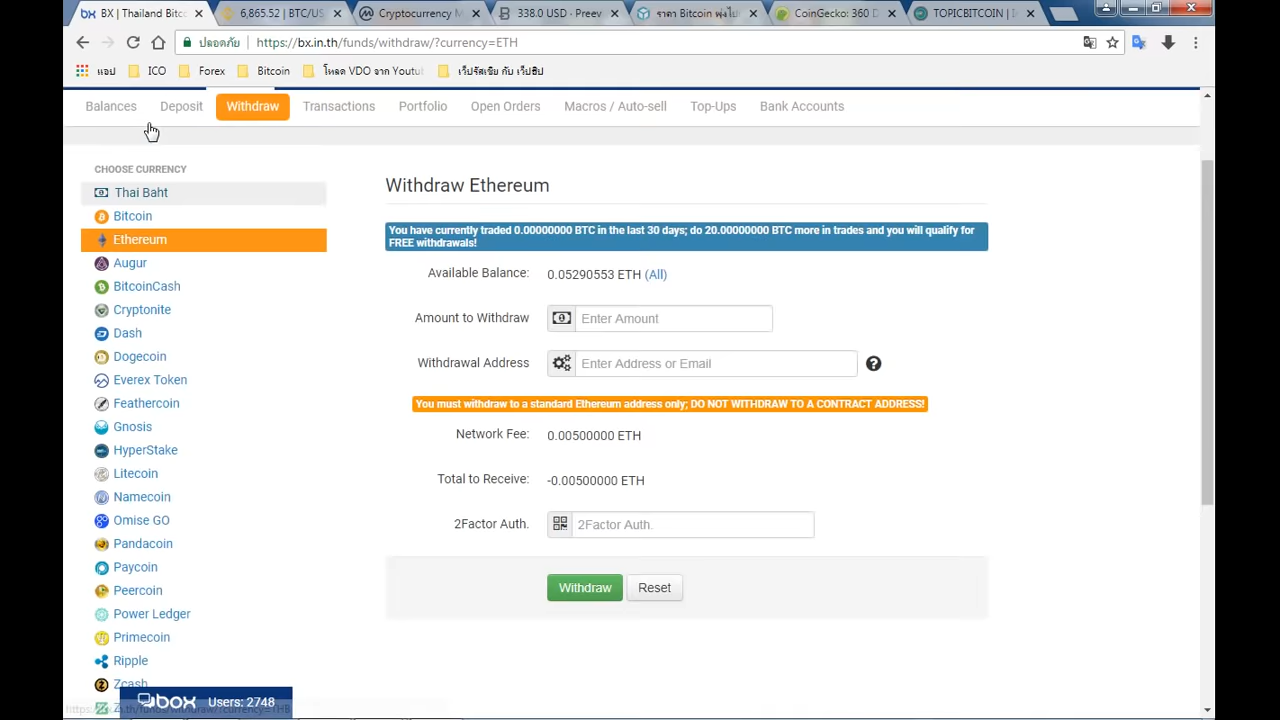 BX | Thailand Bitc
6,865.52 | BTC/US
Cryptocurrency M
338.0 USD - Preev
ราคา Bitcoin พุ่งไป
CoinGecko: 360 D
TOPICBITCOIN |
ปลอดภัย
https://bx.in.th/funds/withdraw/?currency=ETH
แอป
ICO
Forex
Bitcoin
โหลด VDO จาก Youtu
เว็ปรัสเซีย กับ เว็ปซิป
Balances
Deposit
Withdraw
Transactions
Portfolio
Open Orders
Macros / Auto-sell
Top-Ups
Bank Accounts
CHOOSE CURRENCY
Thai Baht
Bitcoin
Ethereum
Augur
BitcoinCash
Cryptonite
Dash
Dogecoin
Everex Token
Feathercoin
Gnosis
HyperStake
Litecoin
Namecoin
Omise GO
Pandacoin
Paycoin
Peercoin
Power Ledger
Primecoin
Ripple
Zcash
Withdraw Ethereum
You have currently traded 0.00000000 BTC in the last 30 days; do 20.00000000 BTC more in trades and you will qualify for
FREE withdrawals!
Available Balance: 0.05290553 ETH (All)
Amount to Withdraw Enter Amount
Withdrawal Address Enter Address or Email
You must withdraw to a standard Ethereum address only; DO NOT WITHDRAW TO A CONTRACT ADDRESS!
Network Fee: 0.00500000 ETH
Total to Receive: -0.00500000 ETH
2Factor Auth. 2Factor Auth.
Withdraw Reset
box Users: 2748